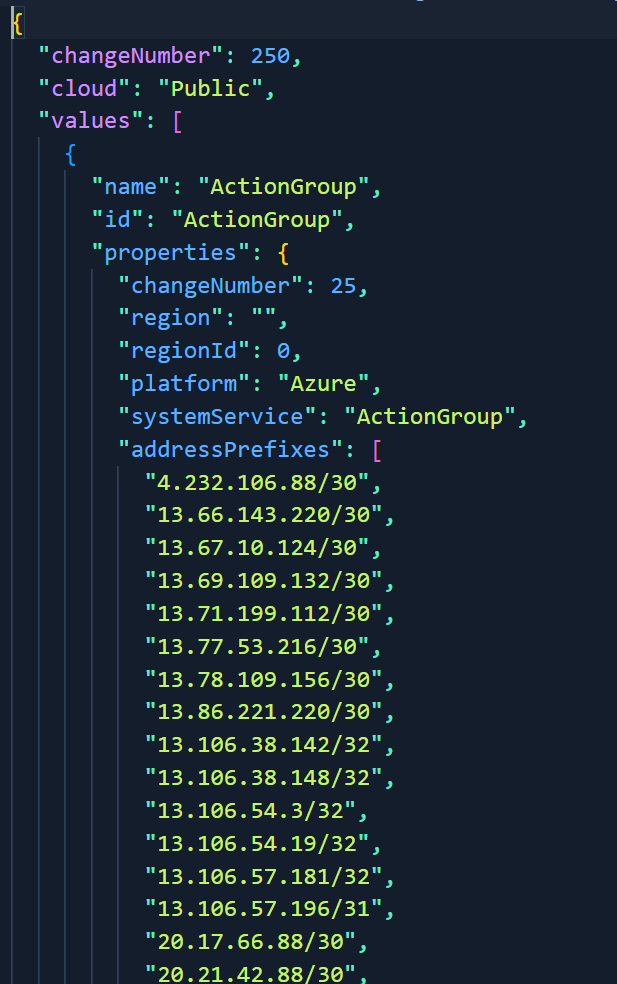 {
"changeNumber": 250,
"cloud": "Public",
"values": [
{
"name": "ActionGroup",
"id": "ActionGroup",
"properties": {
"changeNumber": 25,
"region": "",
"regionId": 0,
"platform": "Azure",
"systemService": "ActionGroup",
"addressPrefixes": [
"4.232.106.88/30",
"13.66.143.220/30",
"13.67.10.124/30",
"13.69.109.132/30",
"13.71.199.112/30",
"13.77.53.216/30",
"13.78.109.156/30",
"13.86.221.220/30",
"13.106.38.142/32",
"13.106.38.148/32",
"13.106.54.3/32",
"13.106.54.19/32",
"13.106.57.181/32",
"13.106.57.196/31",
"20.17.66.88/30",
"20.21.42.88/30",